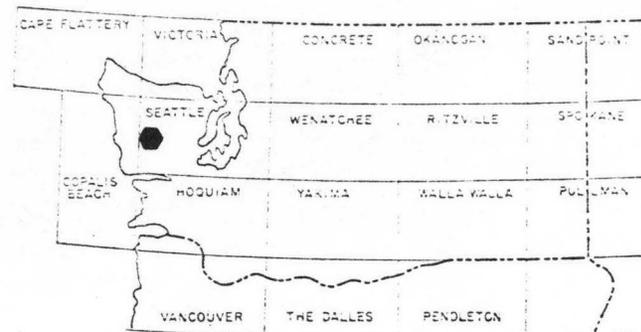 CAPE FLATTERY
VICTORIA
CONCRETE
OKANOGAN
SANDPOINT
SEATTLE
WENATCHEE
RITZVILLE
SPOKANE
COPALIS
BEACH
HOQUIAM
YAKIMA
WALLA WALLA
PULLMAN
VANCOUVER
THE DALLES
PENDLETON